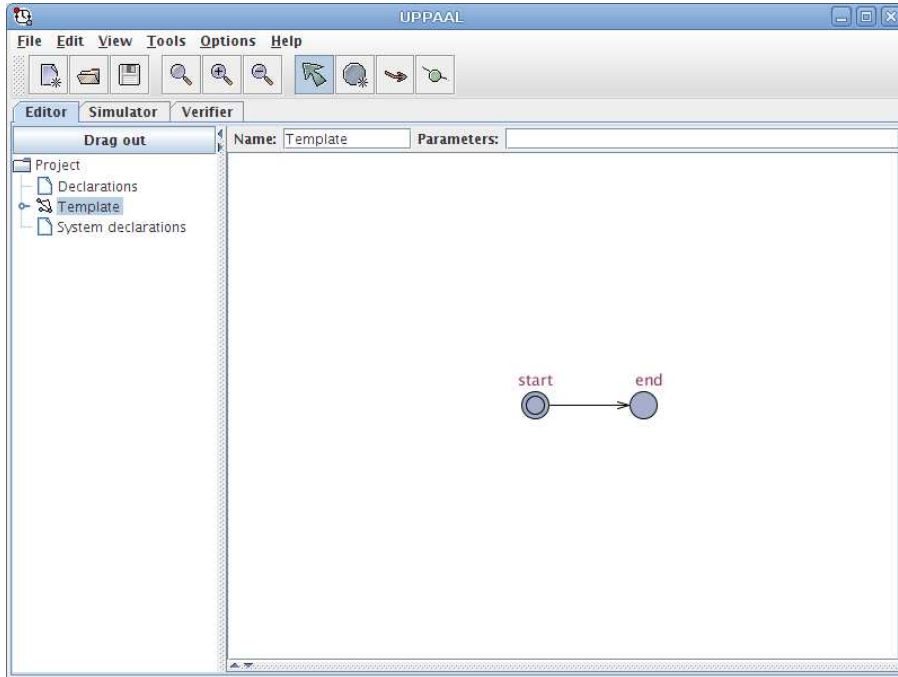 UPPAAL
File Edit View Tools Options Help
Editor Simulator Verifier
Drag out Name: Template Parameters:
Project
Declarations
Template
System declarations
start end